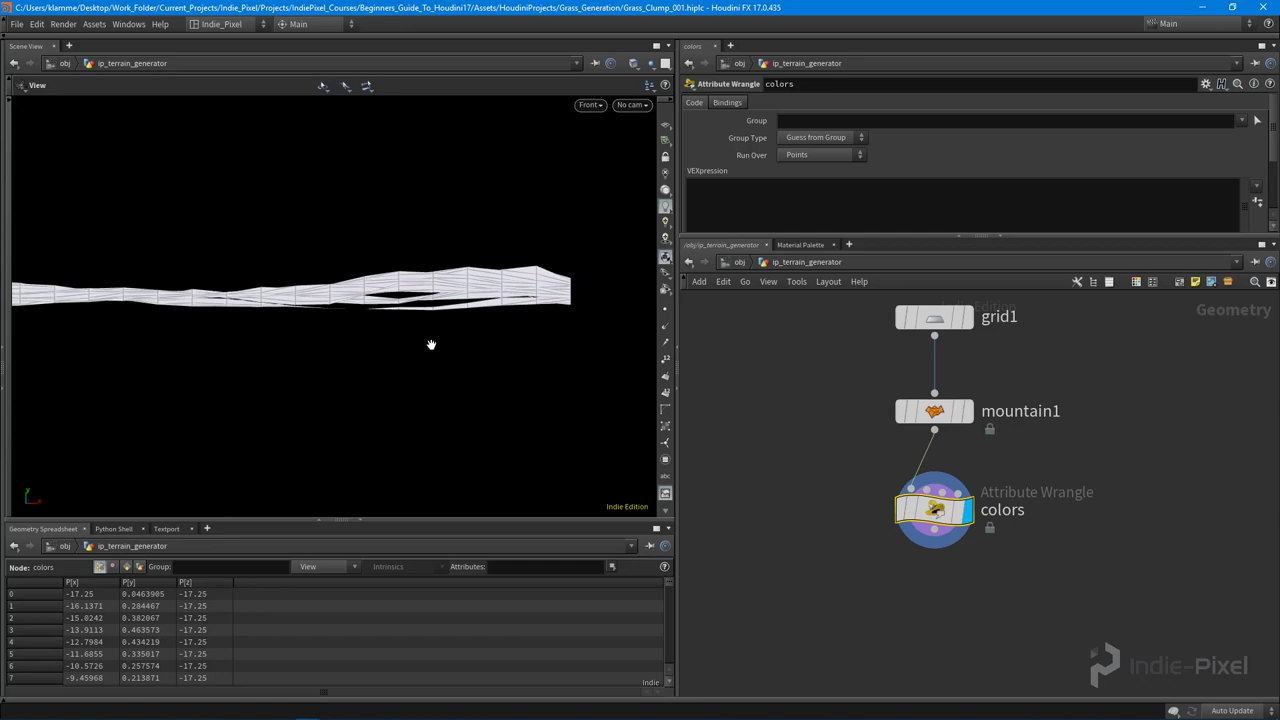 C:/Users/klamme/Desktop/Work_Folder/Current_Projects/Indie_Pixel/Projects/IndiePixel_Courses/Beginners_Guide_To_Houdini17/Assets/HoudiniProjects/Grass_Generation/Grass_Clump_001.hiplc - Houdini FX 17.0.435
File Edit Render Assets Windows Help Indie_Pixel Main Main
Scene View
obj ip_terrain_generator
View
Front No cam
abc
Indie Edition
Geometry Spreadsheet Python Shell Textport
obj ip_terrain_generator
Node: colors Group: View Intrinsics Attributes:
P[x] P[y] P[z]
0 -17.25 0.0463905 -17.25
1 -16.1371 0.284467 -17.25
2 -15.0242 0.382067 -17.25
3 -13.9113 0.463573 -17.25
4 -12.7984 0.434219 -17.25
5 -11.6855 0.335017 -17.25
6 -10.5726 0.257574 -17.25
7 -9.45968 0.213871 -17.25
Indie
colors
obj ip_terrain_generator
Attribute Wrangle colors
Code Bindings
Group
Group Type Guess from Group
Run Over Points
VEXpression
/obj/ip_terrain_generator Material Palette
obj ip_terrain_generator
Add Edit Go View Tools Layout Help
Indie Edition
Geometry
grid1
mountain1
Attribute Wrangle
colors
Indie-Pixel
Auto Update